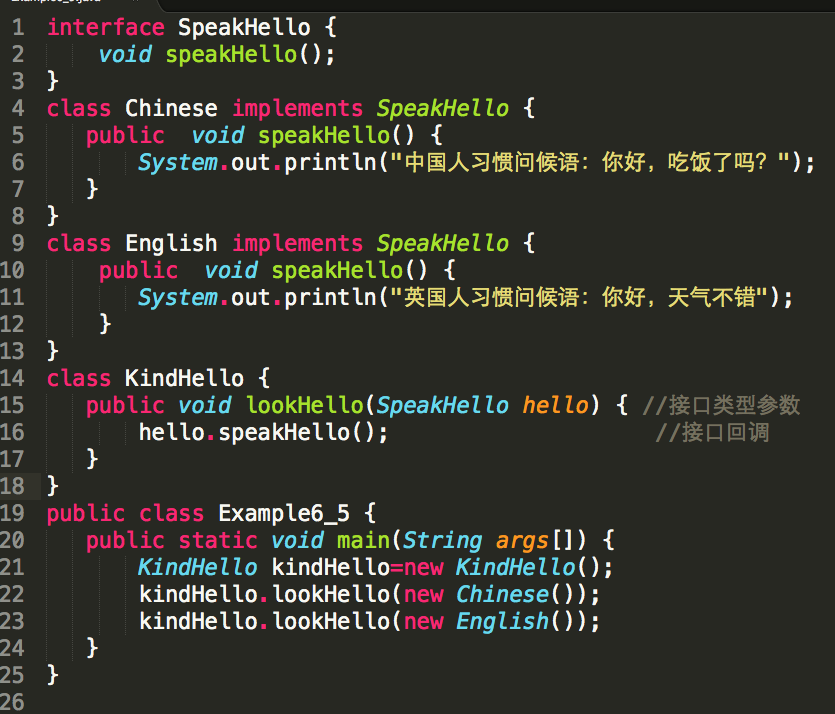 1 interface SpeakHello {
2 void speakHello();
3 }
4 class Chinese implements SpeakHello {
5 public  void speakHello() {
6 System.out.println("中国人习惯问候语：你好，吃饭了吗？");
7 }
8 }
9 class English implements SpeakHello {
10 public  void speakHello() {
11 System.out.println("英国人习惯问候语：你好，天气不错");
12 }
13 }
14 class KindHello {
15 public void lookHello(SpeakHello hello) { //接口类型参数
16 hello.speakHello(); //接口回调
17 }
18 }
19 public class Example6_5 {
20 public static void main(String args[]) {
21 KindHello kindHello=new KindHello();
22 kindHello.lookHello(new Chinese());
23 kindHello.lookHello(new English());
24 }
25 }
26